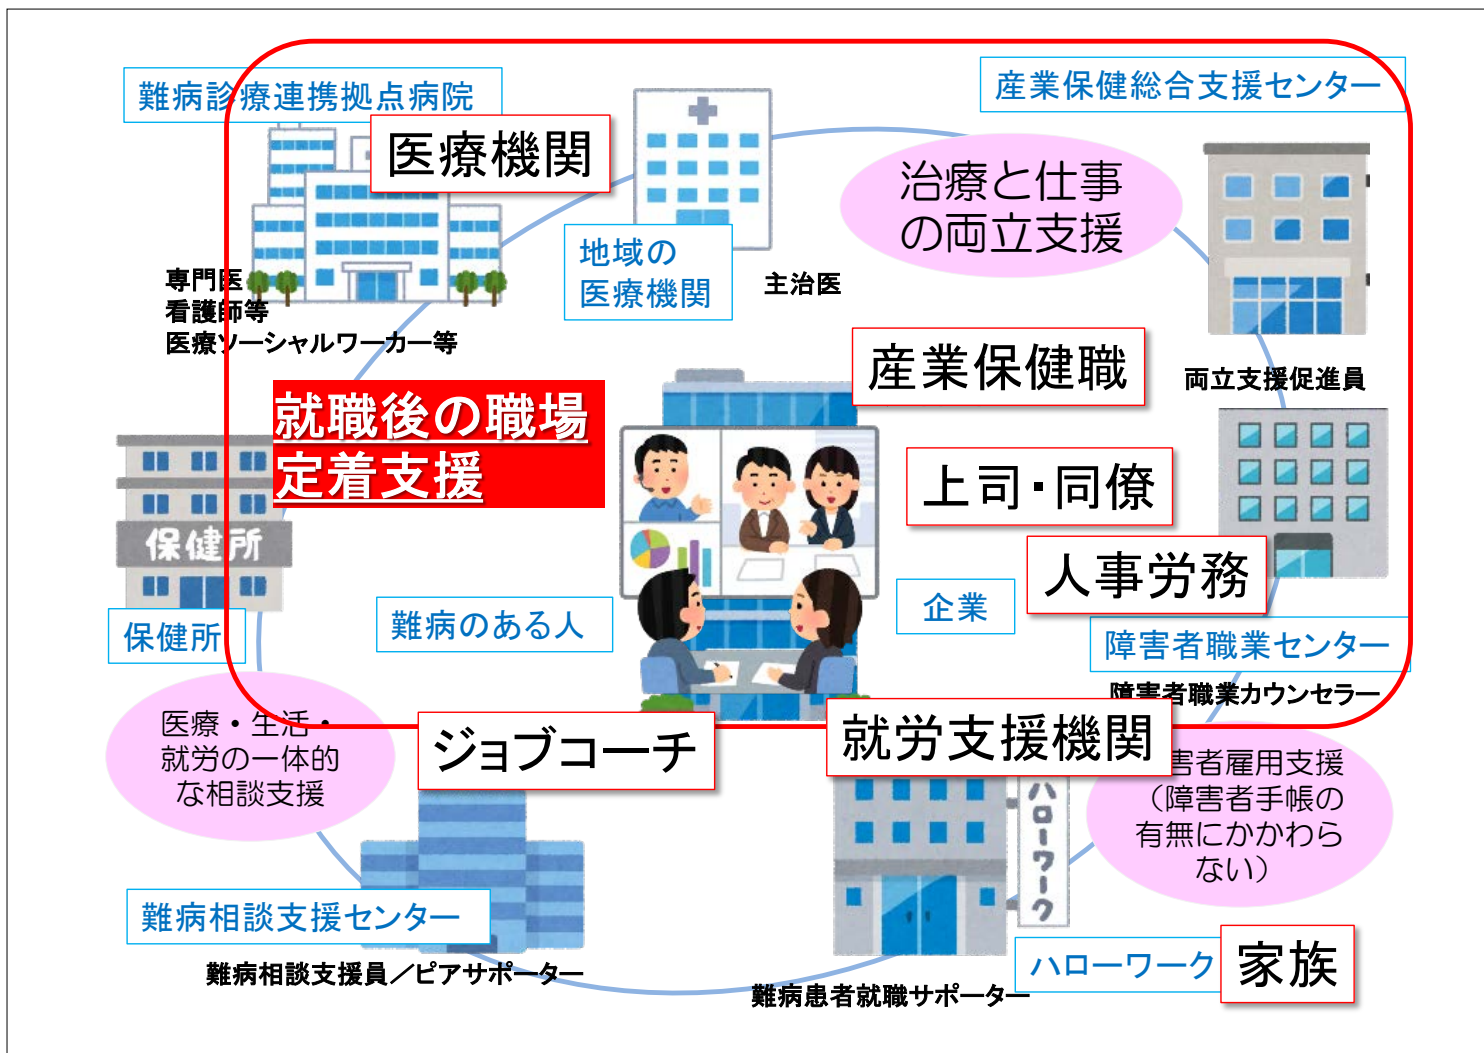 難病診療連携拠点病院
産業保健総合支援センター
医療機関
治療と仕事
の両立支援
地域の
医療機関
主治医
専門医
看護師等
医療ソーシャルワーカー等
産業保健職
両立支援促進員
就職後の職場
定着支援
上司・同僚
保健所
人事労務
難病のある人
企業
保健所
障害者職業センター
障害者職業カウンセラー
医療・生活・
就労の一体的
な相談支援
ジョブコーチ
就労支援機関
害者雇用支援
（障害者手帳の
有無にかかわら
ない）
ハローワーク
難病相談支援センター
難病相談支援員／ピアサポーター
ハローワーク
家族
難病患者就職サポーター